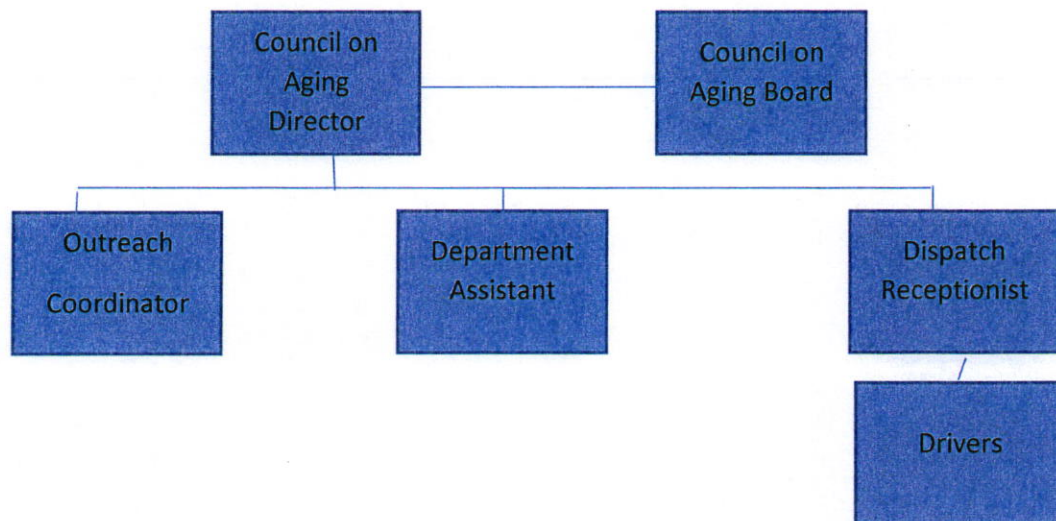 Council on
Aging
Director
Council on
Aging Board
Outreach
Coordinator
Department
Assistant
Dispatch
Receptionist
Drivers